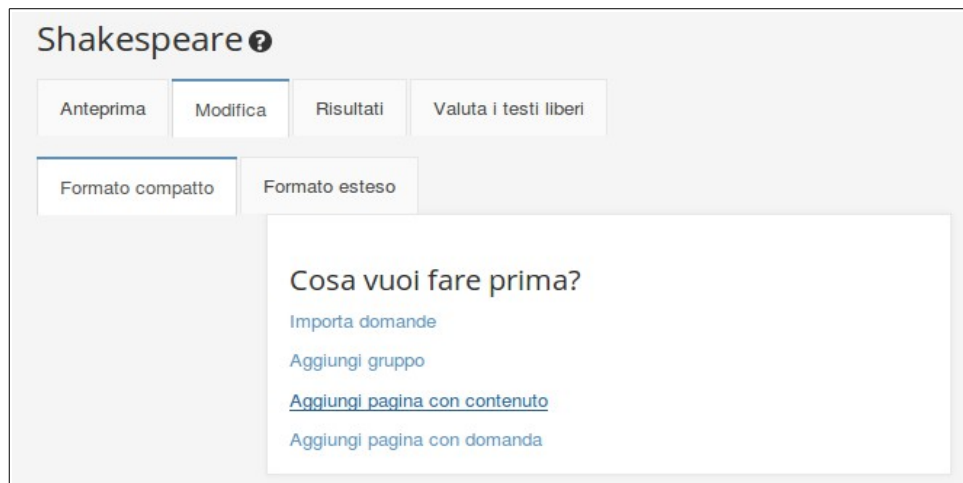 Shakespeare
Anteprima Modifica Risultati Valuta i testi liberi
Formato compatto Formato esteso
Cosa vuoi fare prima?
Importa domande
Aggiungi gruppo
Aggiungi pagina con contenuto
Aggiungi pagina con domanda